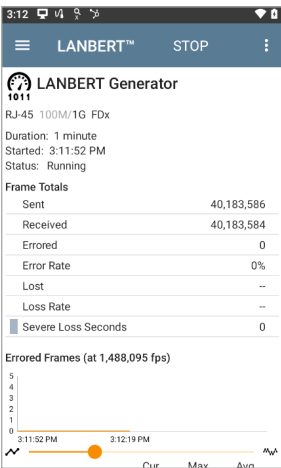 3:12
LANBERT™ STOP
1011 LANBERT Generator
RJ-45 100M/1G FDx
Duration: 1 minute
Started: 3:11:52 PM
Status: Running
Frame Totals
Sent 40,183,586
Received 40,183,584
Errored 0
Error Rate 0%
Lost --
Loss Rate --
Severe Loss Seconds 0
Errored Frames (at 1,488,095 fps)
5
4
3
2
1
0
3:11:52 PM 3:12:19 PM
Cur Max Avg